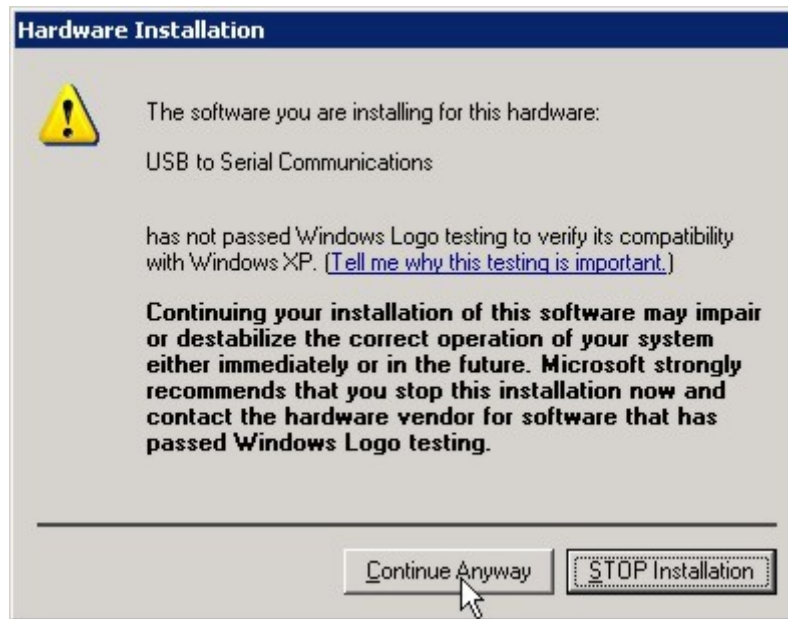 Hardware Installation
The software you are installing for this hardware:
USB to Serial Communications
has not passed Windows Logo testing to verify its compatibility
with Windows XP. (Tell me why this testing is important.)
Continuing your installation of this software may impair
or destabilize the correct operation of your system
either immediately or in the future. Microsoft strongly
recommends that you stop this installation now and
contact the hardware vendor for software that has
passed Windows Logo testing.
Continue Anyway
STOP Installation